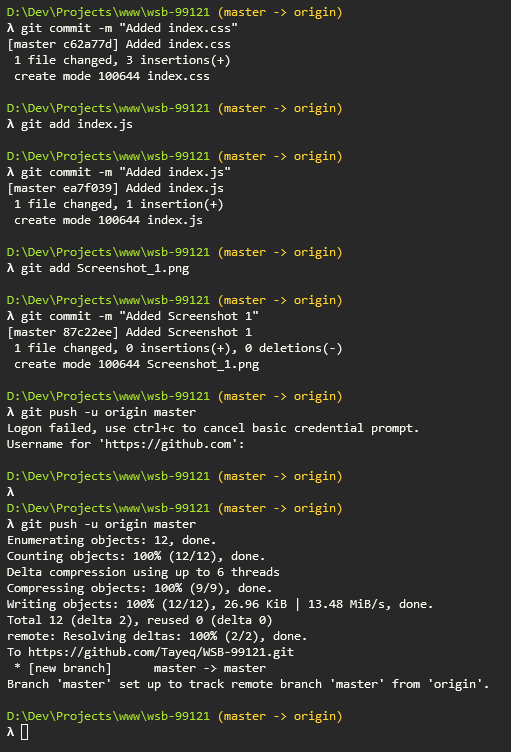 D:\Dev\Projects\www\wsb-99121 (master -> origin)
λ git commit -m "Added index.css"
[master c62a77d] Added index.css
 1 file changed, 3 insertions(+)
 create mode 100644 index.css

D:\Dev\Projects\www\wsb-99121 (master -> origin)
λ git add index.js

D:\Dev\Projects\www\wsb-99121 (master -> origin)
λ git commit -m "Added index.js"
[master ea7f039] Added index.js
 1 file changed, 1 insertion(+)
 create mode 100644 index.js

D:\Dev\Projects\www\wsb-99121 (master -> origin)
λ git add Screenshot_1.png

D:\Dev\Projects\www\wsb-99121 (master -> origin)
λ git commit -m "Added Screenshot 1"
[master 87c22ee] Added Screenshot 1
 1 file changed, 0 insertions(+), 0 deletions(-)
 create mode 100644 Screenshot_1.png

D:\Dev\Projects\www\wsb-99121 (master -> origin)
λ git push -u origin master
Logon failed, use ctrl+c to cancel basic credential prompt.
Username for 'https://github.com':

D:\Dev\Projects\www\wsb-99121 (master -> origin)
λ
D:\Dev\Projects\www\wsb-99121 (master -> origin)
λ git push -u origin master
Enumerating objects: 12, done.
Counting objects: 100% (12/12), done.
Delta compression using up to 6 threads
Compressing objects: 100% (9/9), done.
Writing objects: 100% (12/12), 26.96 KiB | 13.48 MiB/s, done.
Total 12 (delta 2), reused 0 (delta 0)
remote: Resolving deltas: 100% (2/2), done.
To https://github.com/Tayeq/WSB-99121.git
 * [new branch]      master -> master
Branch 'master' set up to track remote branch 'master' from 'origin'.

D:\Dev\Projects\www\wsb-99121 (master -> origin)
λ